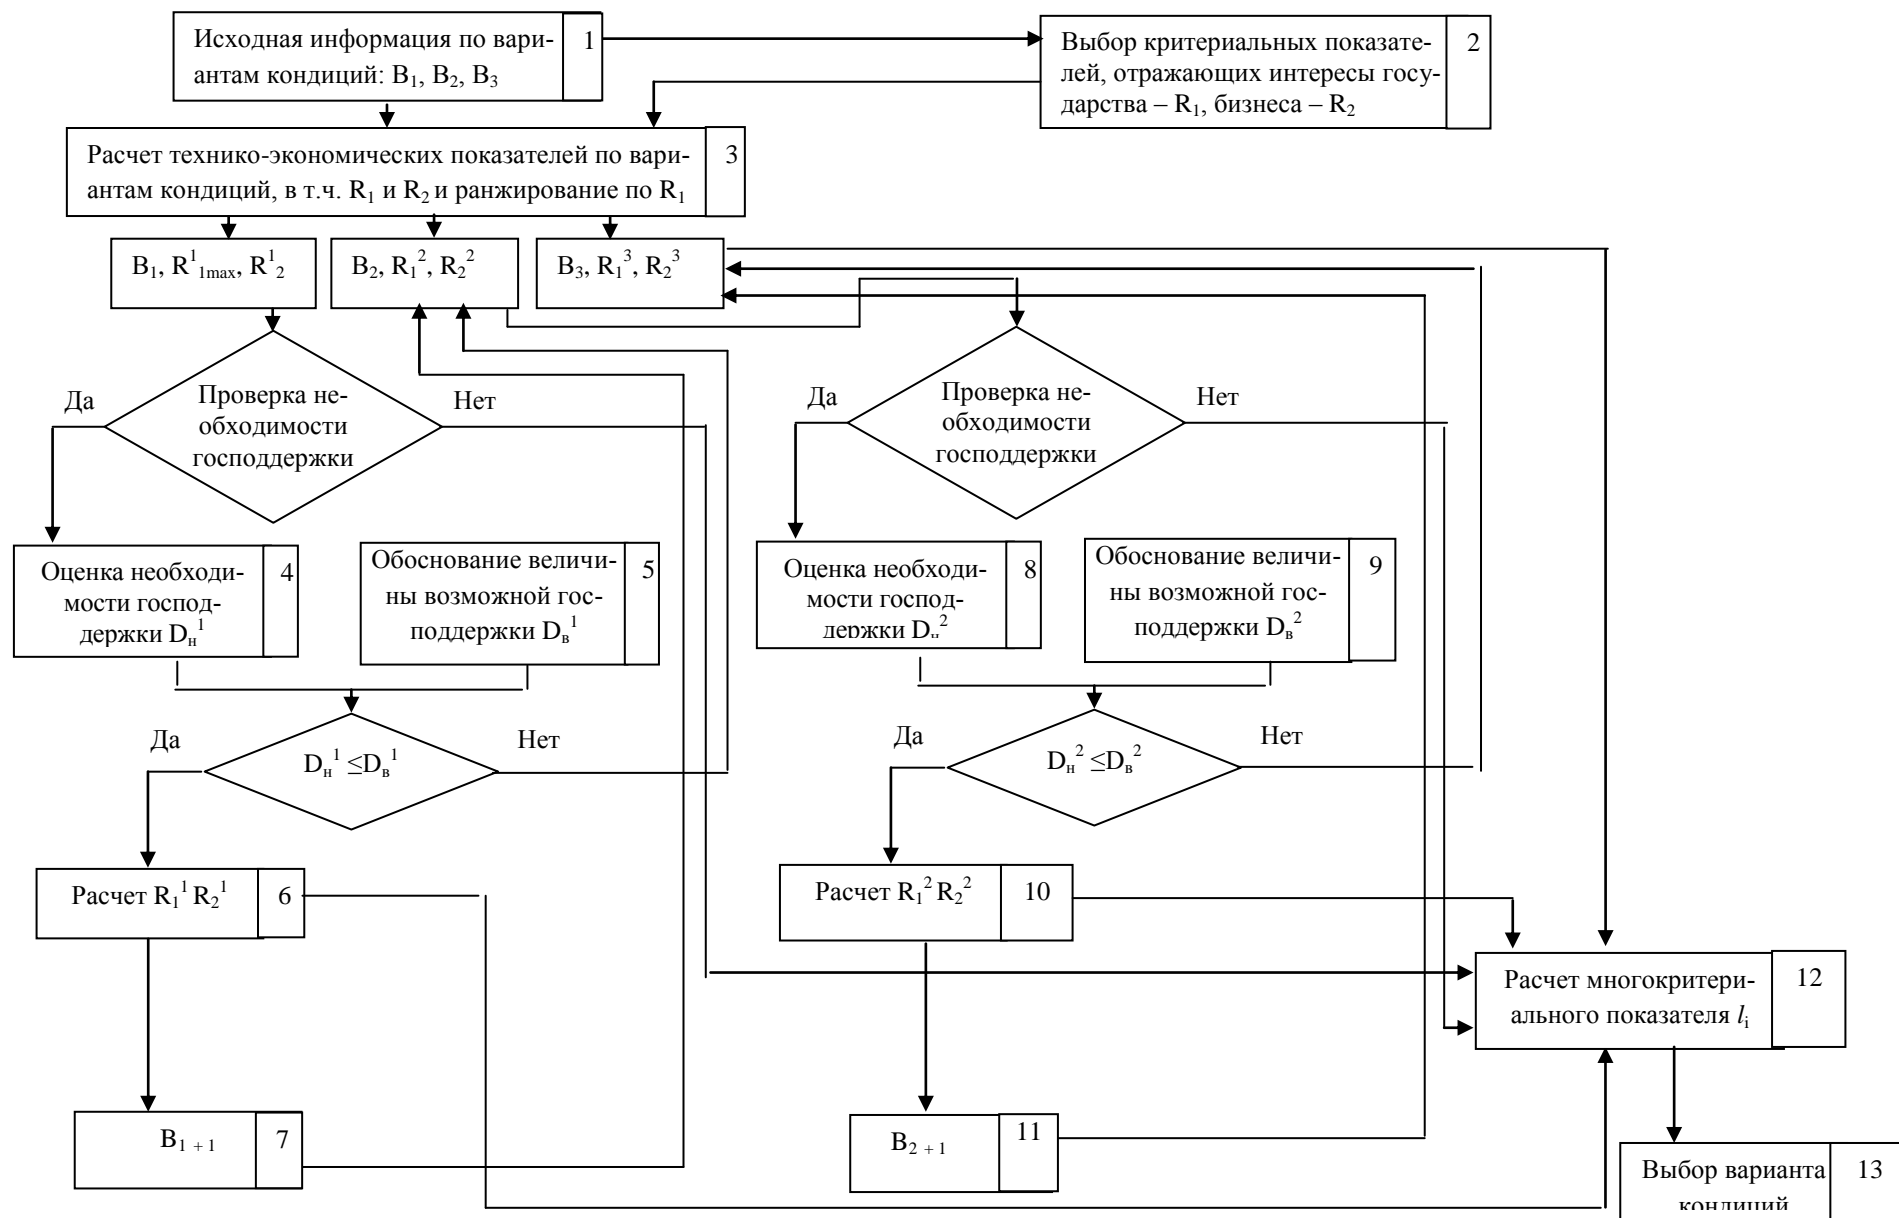 Исходная информация по вари-
антам кондиций: В₁, В₂, В₃
1
Выбор критериальных показате-
лей, отражающих интересы госу-
дарства – R₁, бизнеса – R₂
2
Расчет технико-экономических показателей по вари-
антам кондиций, в т.ч. R₁ и R₂ и ранжирование по R₁
3
В₁, R¹₁max, R¹₂
В₂, R₁², R₂²
В₃, R₁³, R₂³
Да
Проверка не-
обходимости
господдержки
Нет
Да
Проверка не-
обходимости
господдержки
Нет
Оценка необходи-
мости господ-
держки Dн¹
4
Обоснование величи-
ны возможной гос-
поддержки Dв¹
5
Оценка необходи-
мости господ-
держки Dн²
8
Обоснование величи-
ны возможной гос-
поддержки Dв²
9
Да
Dн¹ ≤Dв¹
Нет
Да
Dн² ≤Dв²
Нет
Расчет R₁¹ R₂¹
6
Расчет R₁² R₂²
10
Расчет многокритери-
ального показателя lᵢ
12
В₁ ₊ ₁
7
В₂ ₊ ₁
11
Выбор варианта
кондиций
13